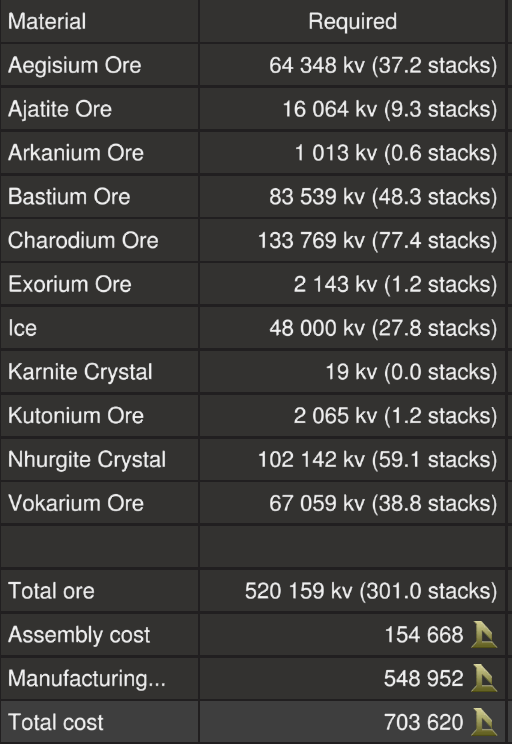 Material Required
Aegisium Ore 64 348 kv (37.2 stacks)
Ajatite Ore 16 064 kv (9.3 stacks)
Arkanium Ore 1 013 kv (0.6 stacks)
Bastium Ore 83 539 kv (48.3 stacks)
Charodium Ore 133 769 kv (77.4 stacks)
Exorium Ore 2 143 kv (1.2 stacks)
Ice 48 000 kv (27.8 stacks)
Karnite Crystal 19 kv (0.0 stacks)
Kutonium Ore 2 065 kv (1.2 stacks)
Nhurgite Crystal 102 142 kv (59.1 stacks)
Vokarium Ore 67 059 kv (38.8 stacks)
Total ore 520 159 kv (301.0 stacks)
Assembly cost 154 668
Manufacturing... 548 952
Total cost 703 620